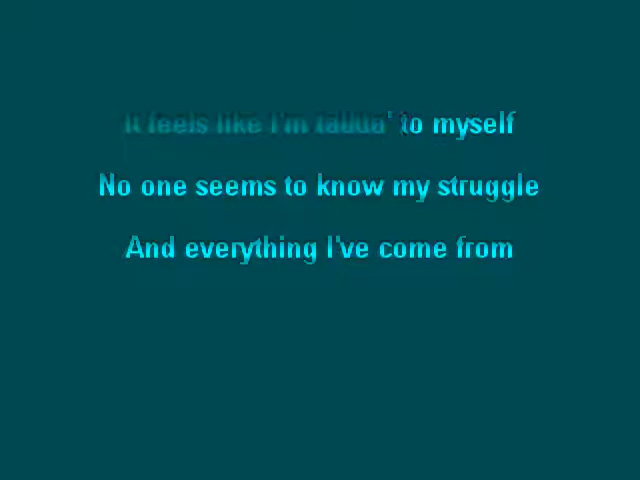 It feels like I'm talkin' to myself
No one seems to know my struggle
And everything I've come from